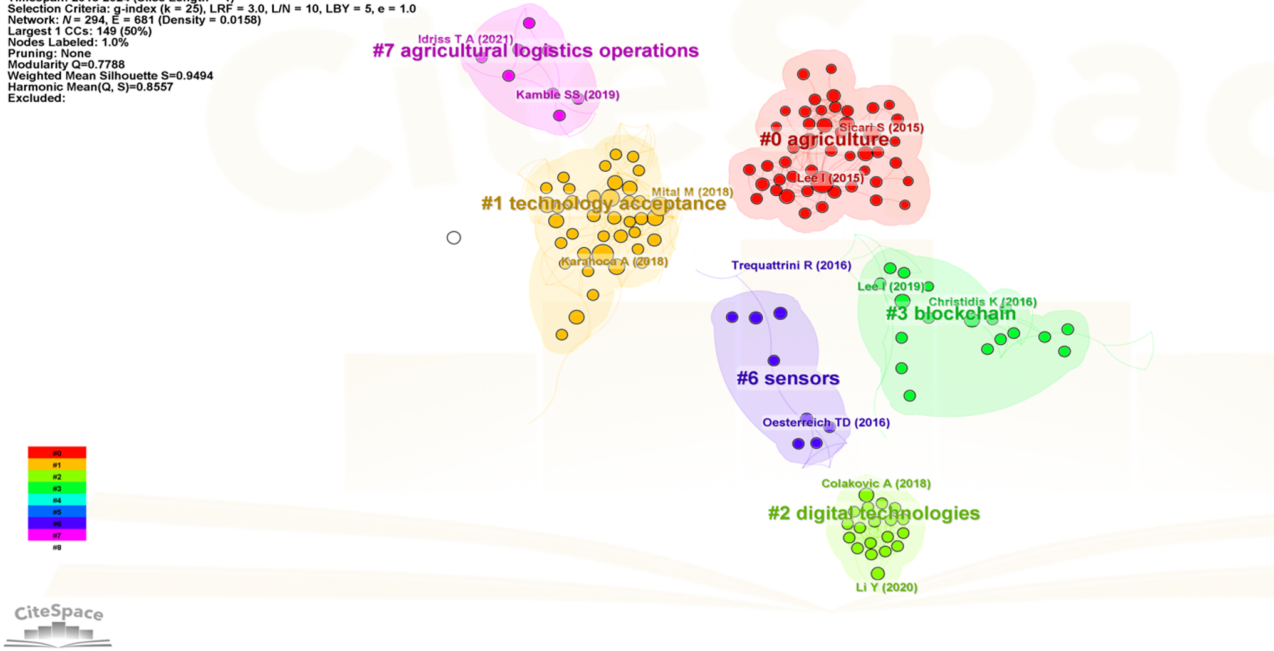 Selection Criteria: g-index (k = 25), LRF = 3.0, L/N = 10, LBY = 5, e = 1.0
Network: N = 294, E = 681 (Density = 0.0158)
Largest 1 CCs: 149 (50%)
Nodes Labeled: 1.0%
Pruning: None
Modularity Q=0.7788
Weighted Mean Silhouette S=0.9494
Harmonic Mean(Q, S)=0.8557
Excluded:
Idriss T A (2021)
#7 agricultural logistics operations
Kamble SS (2019)
Sicari S (2015)
#0 agriculture
Lee I (2015)
Mital M (2018)
#1 technology acceptance
Karahoca A (2018)
Trequattrini R (2016)
Lee I (2019)
Christidis K (2016)
#3 blockchain
#6 sensors
Oesterreich TD (2016)
Colakovic A (2018)
#2 digital technologies
Li Y (2020)
#0
#1
#2
#3
#4
#5
#6
#7
#8
CiteSpace
CiteSpac